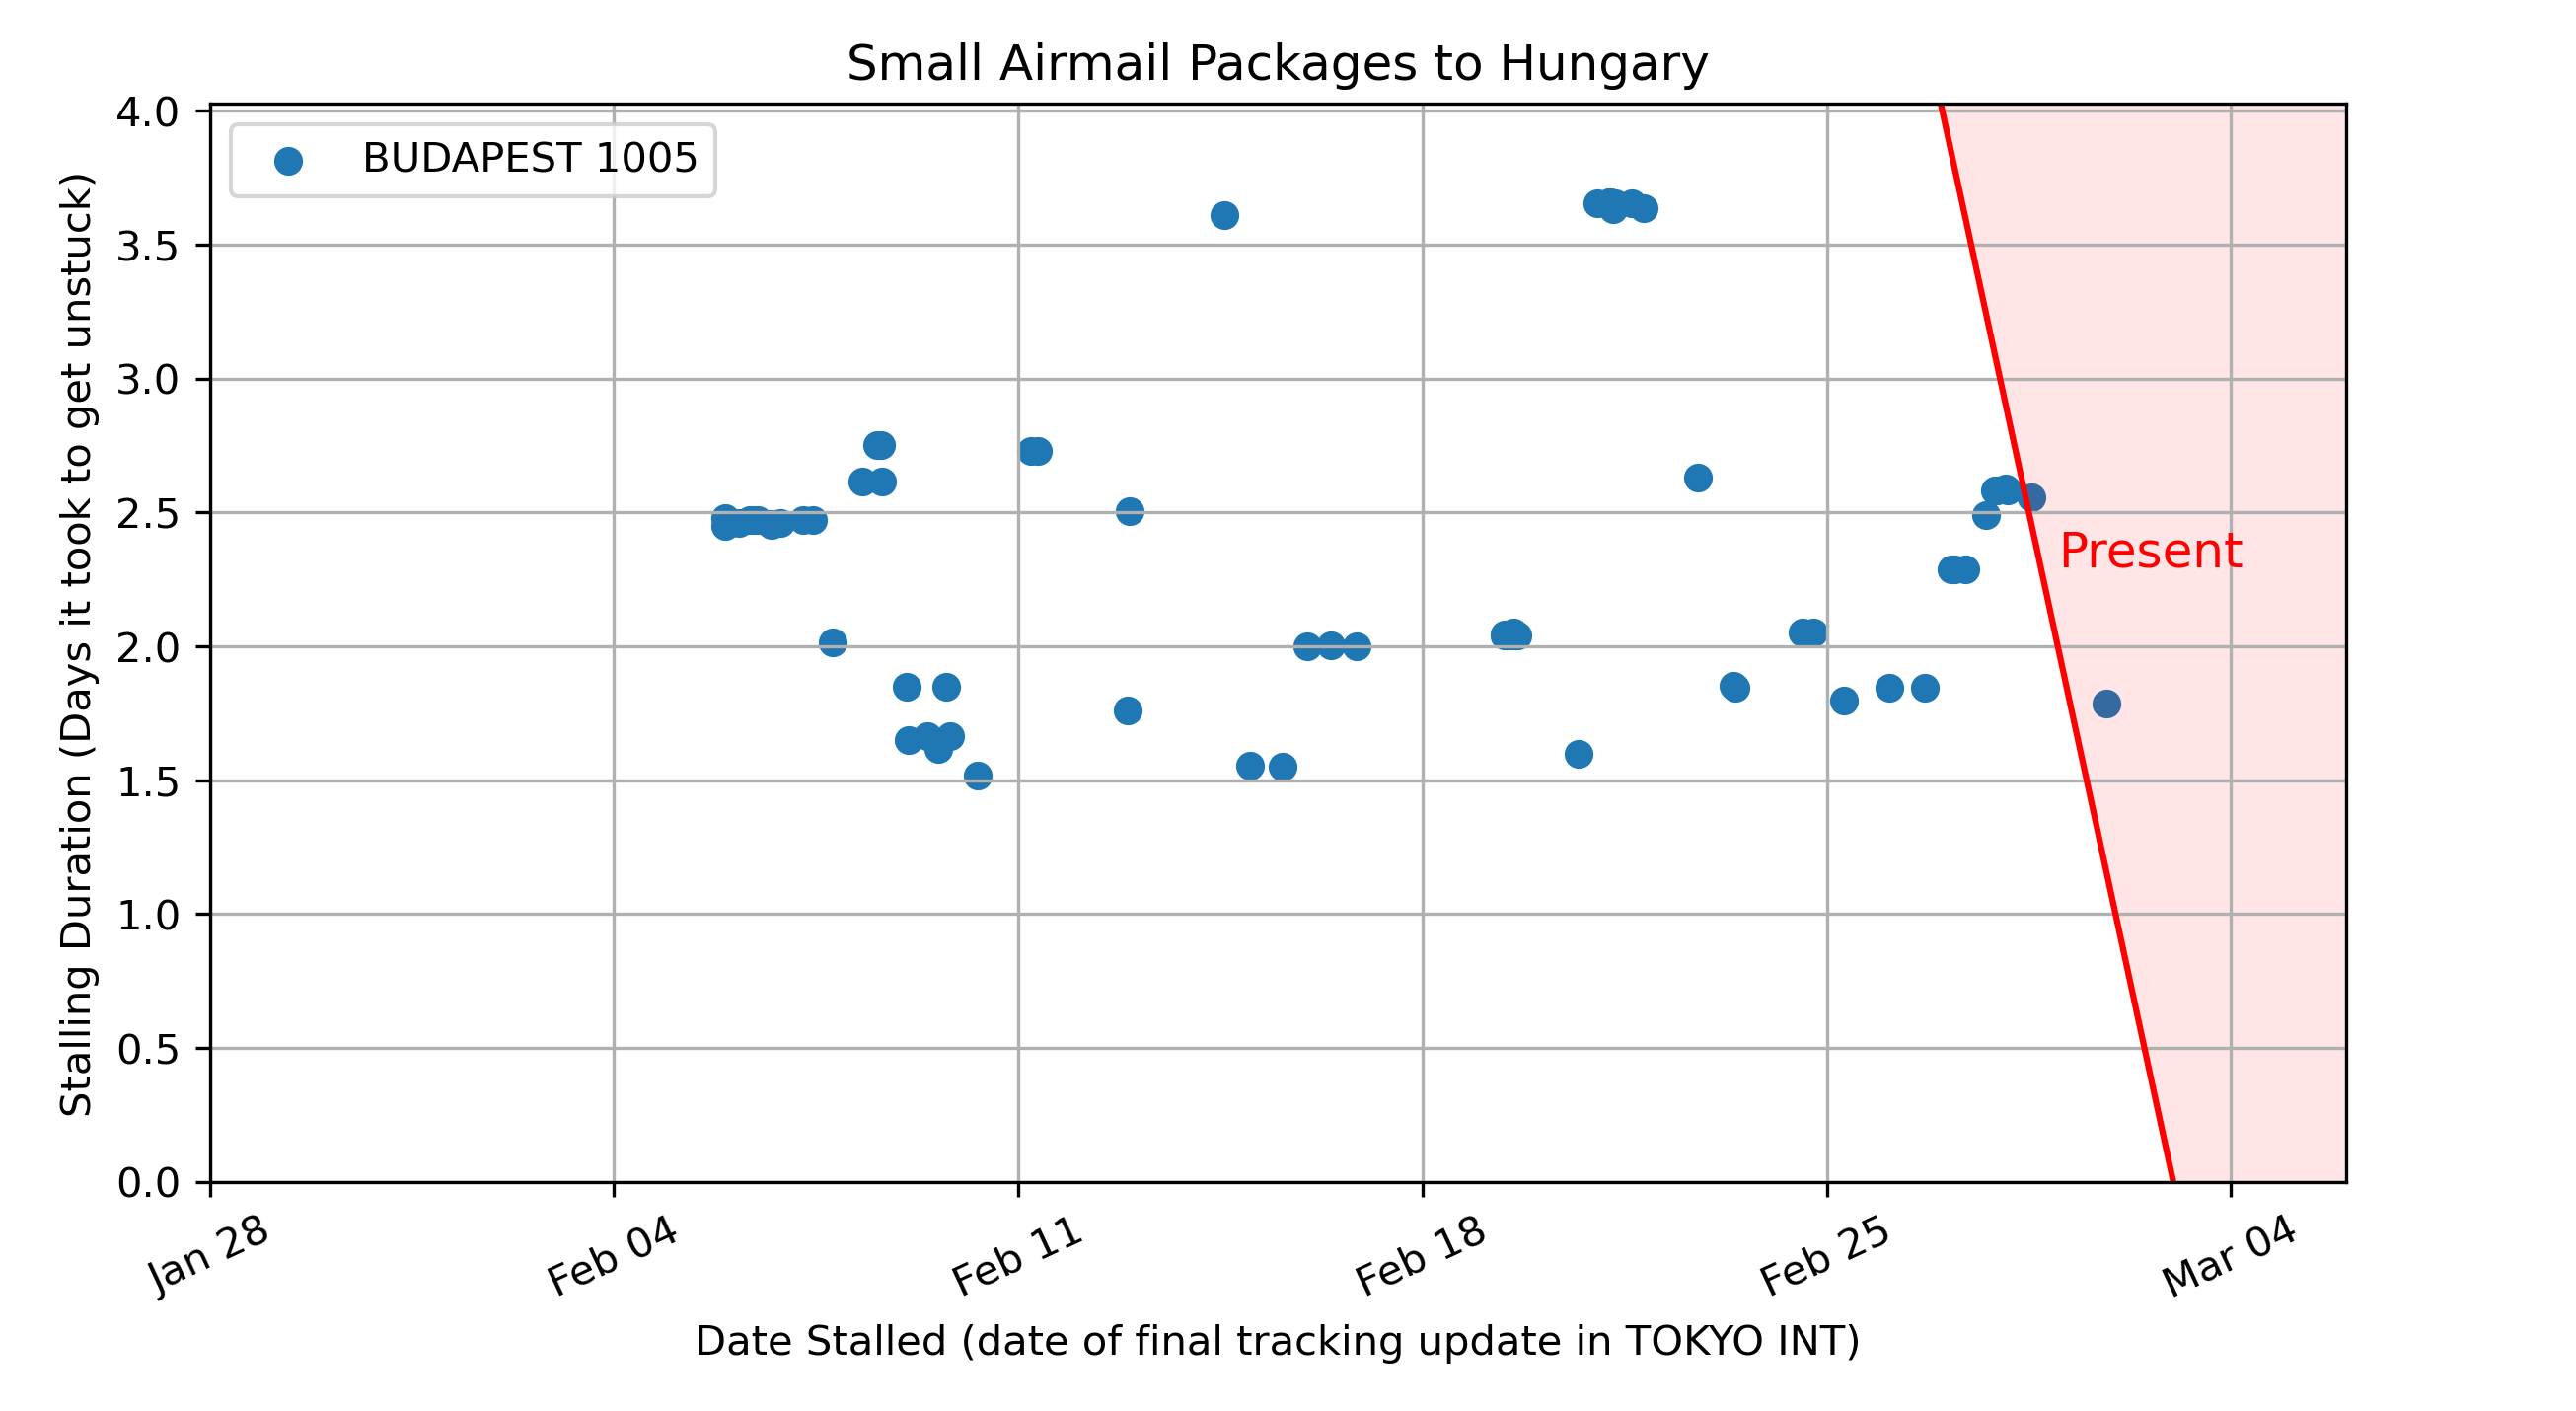 Small Airmail Packages to Hungary
BUDAPEST 1005
Stalling Duration (Days it took to get unstuck)
4.0
3.5
3.0
2.5
2.0
1.5
1.0
0.5
0.0
Present
Jan 28
Feb 04
Feb 11
Feb 18
Feb 25
Mar 04
Date Stalled (date of final tracking update in TOKYO INT)